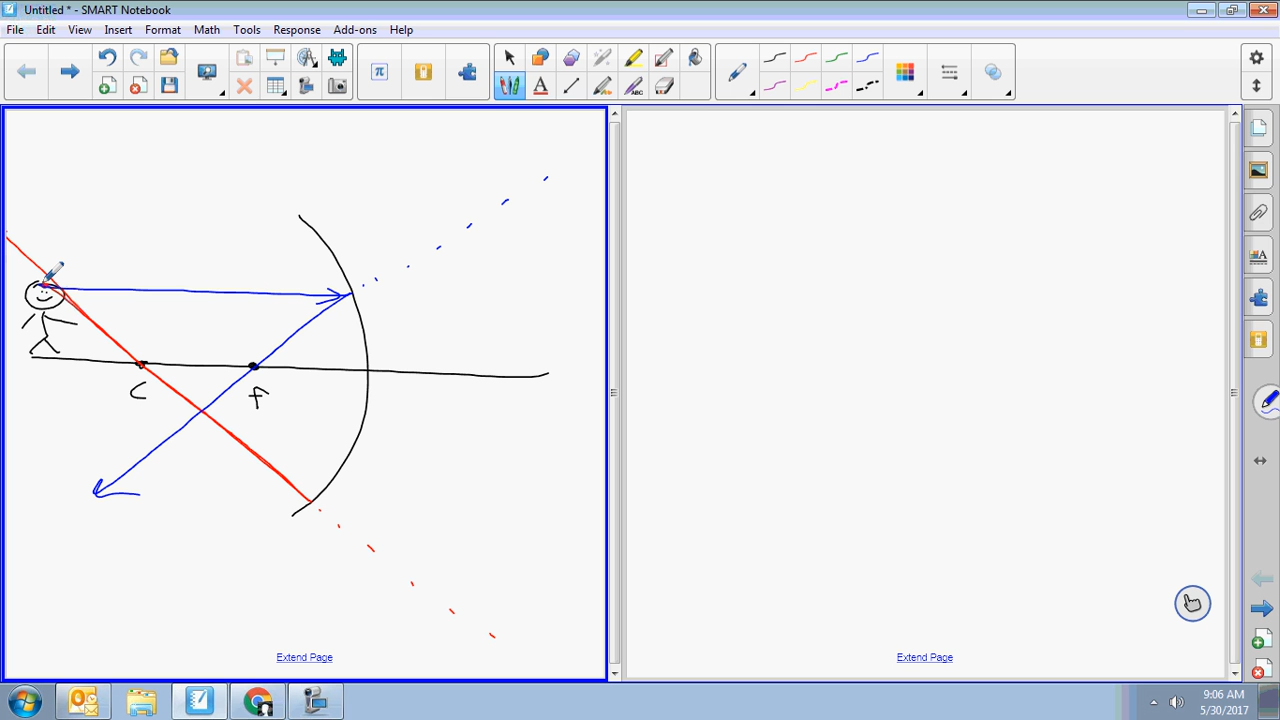 Untitled * - SMART Notebook
File Edit View Insert Format Math Tools Response Add-ons Help
C
F
Extend Page
Extend Page
9:06 AM
5/30/2017